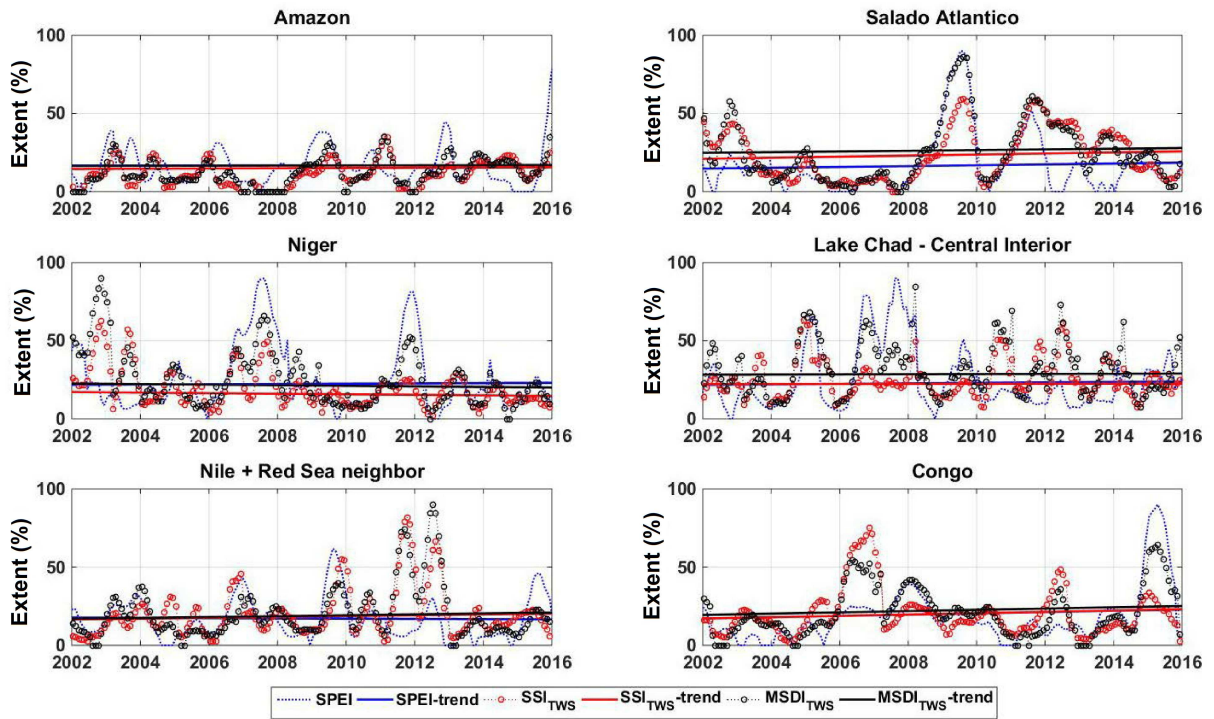 Amazon
Salado Atlantico
Extent (%)
100
50
0
2002 2004 2006 2008 2010 2012 2014 2016
Extent (%)
100
50
0
2002 2004 2006 2008 2010 2012 2014 2016
Niger
Lake Chad - Central Interior
Extent (%)
100
50
0
2002 2004 2006 2008 2010 2012 2014 2016
Extent (%)
100
50
0
2002 2004 2006 2008 2010 2012 2014 2016
Nile + Red Sea neighbor
Congo
Extent (%)
100
50
0
2002 2004 2006 2008 2010 2012 2014 2016
Extent (%)
100
50
0
2002 2004 2006 2008 2010 2012 2014 2016
SPEI SPEI-trend SSI_TWS SSI_TWS-trend MSDI_TWS MSDI_TWS-trend